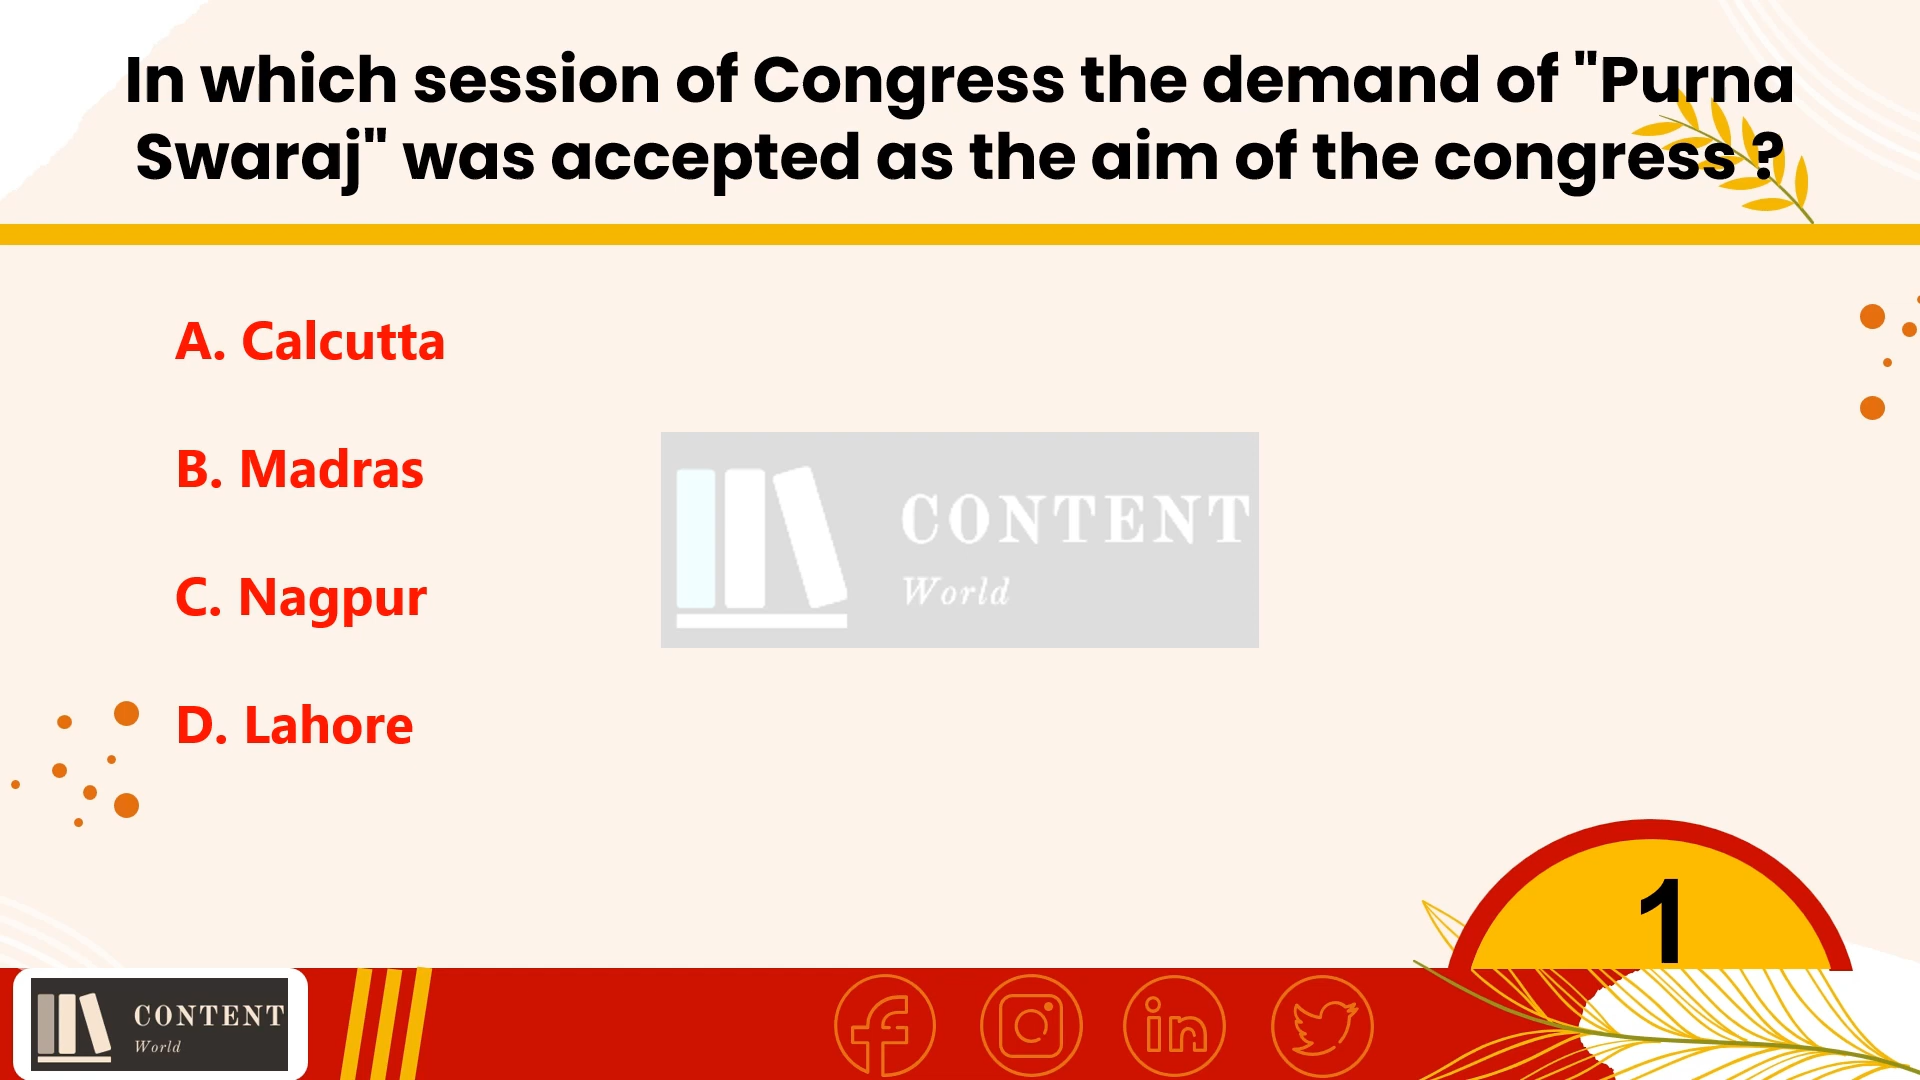 In which session of Congress the demand of "Purna
Swaraj" was accepted as the aim of the congress ?
A. Calcutta
B. Madras
CONTENT
World
C. Nagpur
D. Lahore
1
CONTENT
World